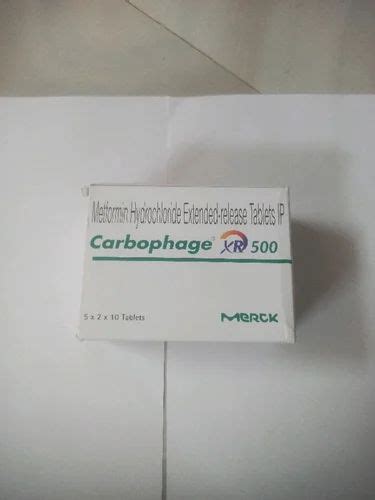 Metformin Hydrochloride Extended-release Tablets IP
Carbophage® XR 500
5 x 2 x 10 Tablets
Merck